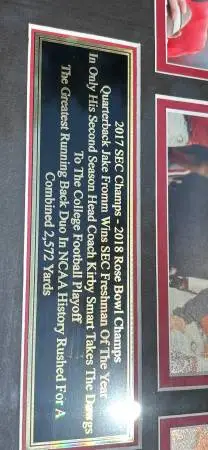 2017 SEC Champs - 2018 Rose Bowl Champs
Quarterback Jake Fromm Wins SEC Freshman Of The Year
In Only His Second Season Head Coach Kirby Smart Takes The Dawgs
To The College Football Playoff
The Greatest Running Back Duo In NCAA History Rushed For A
Combined 2,572 Yards